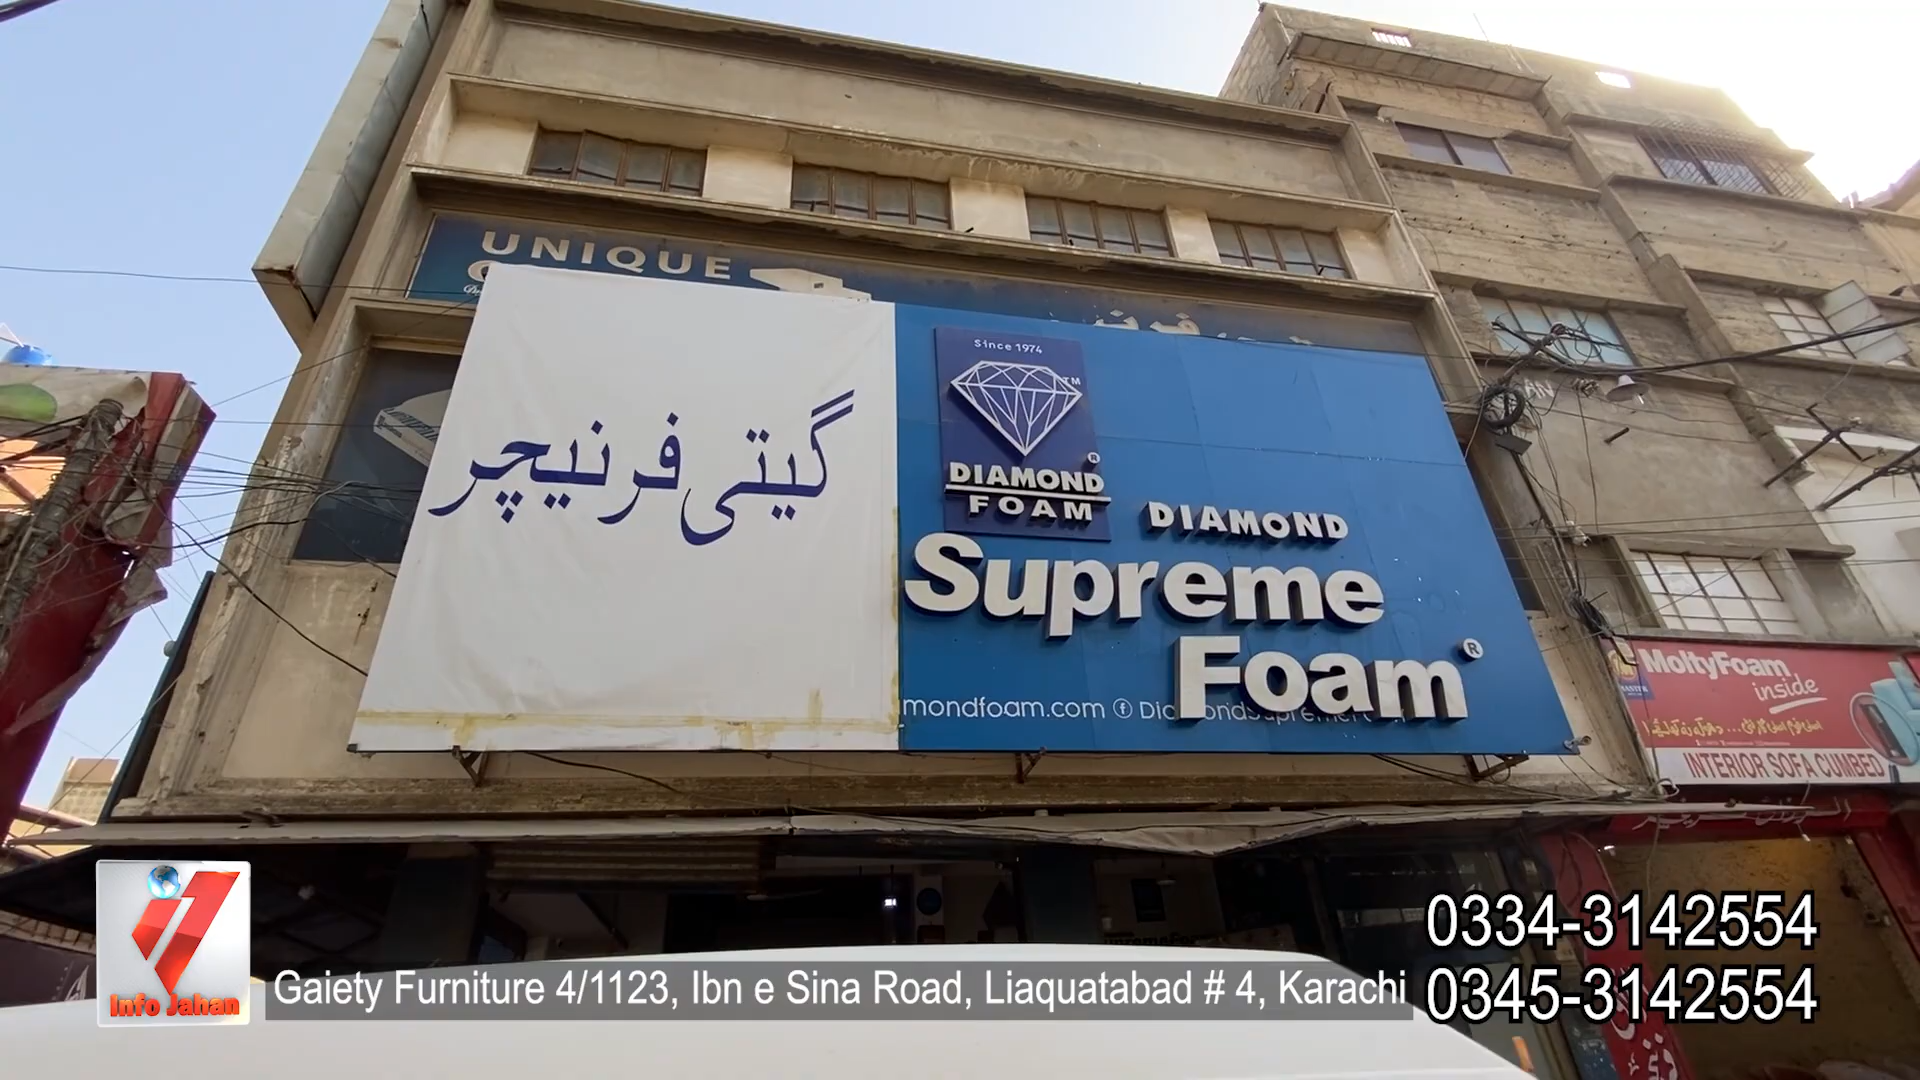 UNIQUE
گیتی فرنیچر
Since 1974
TM
DIAMOND ®
FOAM
DIAMOND
Supreme
Foam ®
mondfoam.com
MoltyFoam
inside
INTERIOR SOFA CUMBED
Info Jahan
Gaiety Furniture 4/1123, Ibn e Sina Road, Liaquatabad # 4, Karachi
0334-3142554
0345-3142554